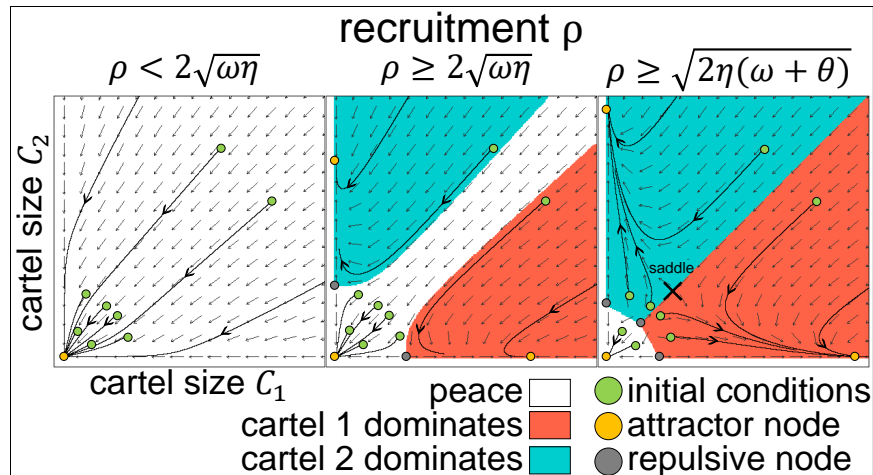 recruitment ρ
ρ < 2√ωη
ρ ≥ 2√ωη
ρ ≥ √2η(ω + θ)
cartel size C₂
saddle
cartel size C₁
peace
initial conditions
cartel 1 dominates
attractor node
cartel 2 dominates
repulsive node